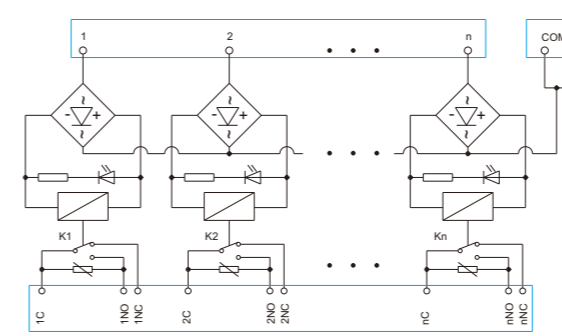 1 2 n COM
- + - + - +
K1 K2 Kn
1C 1NO 1NC 2C 2NO 2NC nC nNO nNC